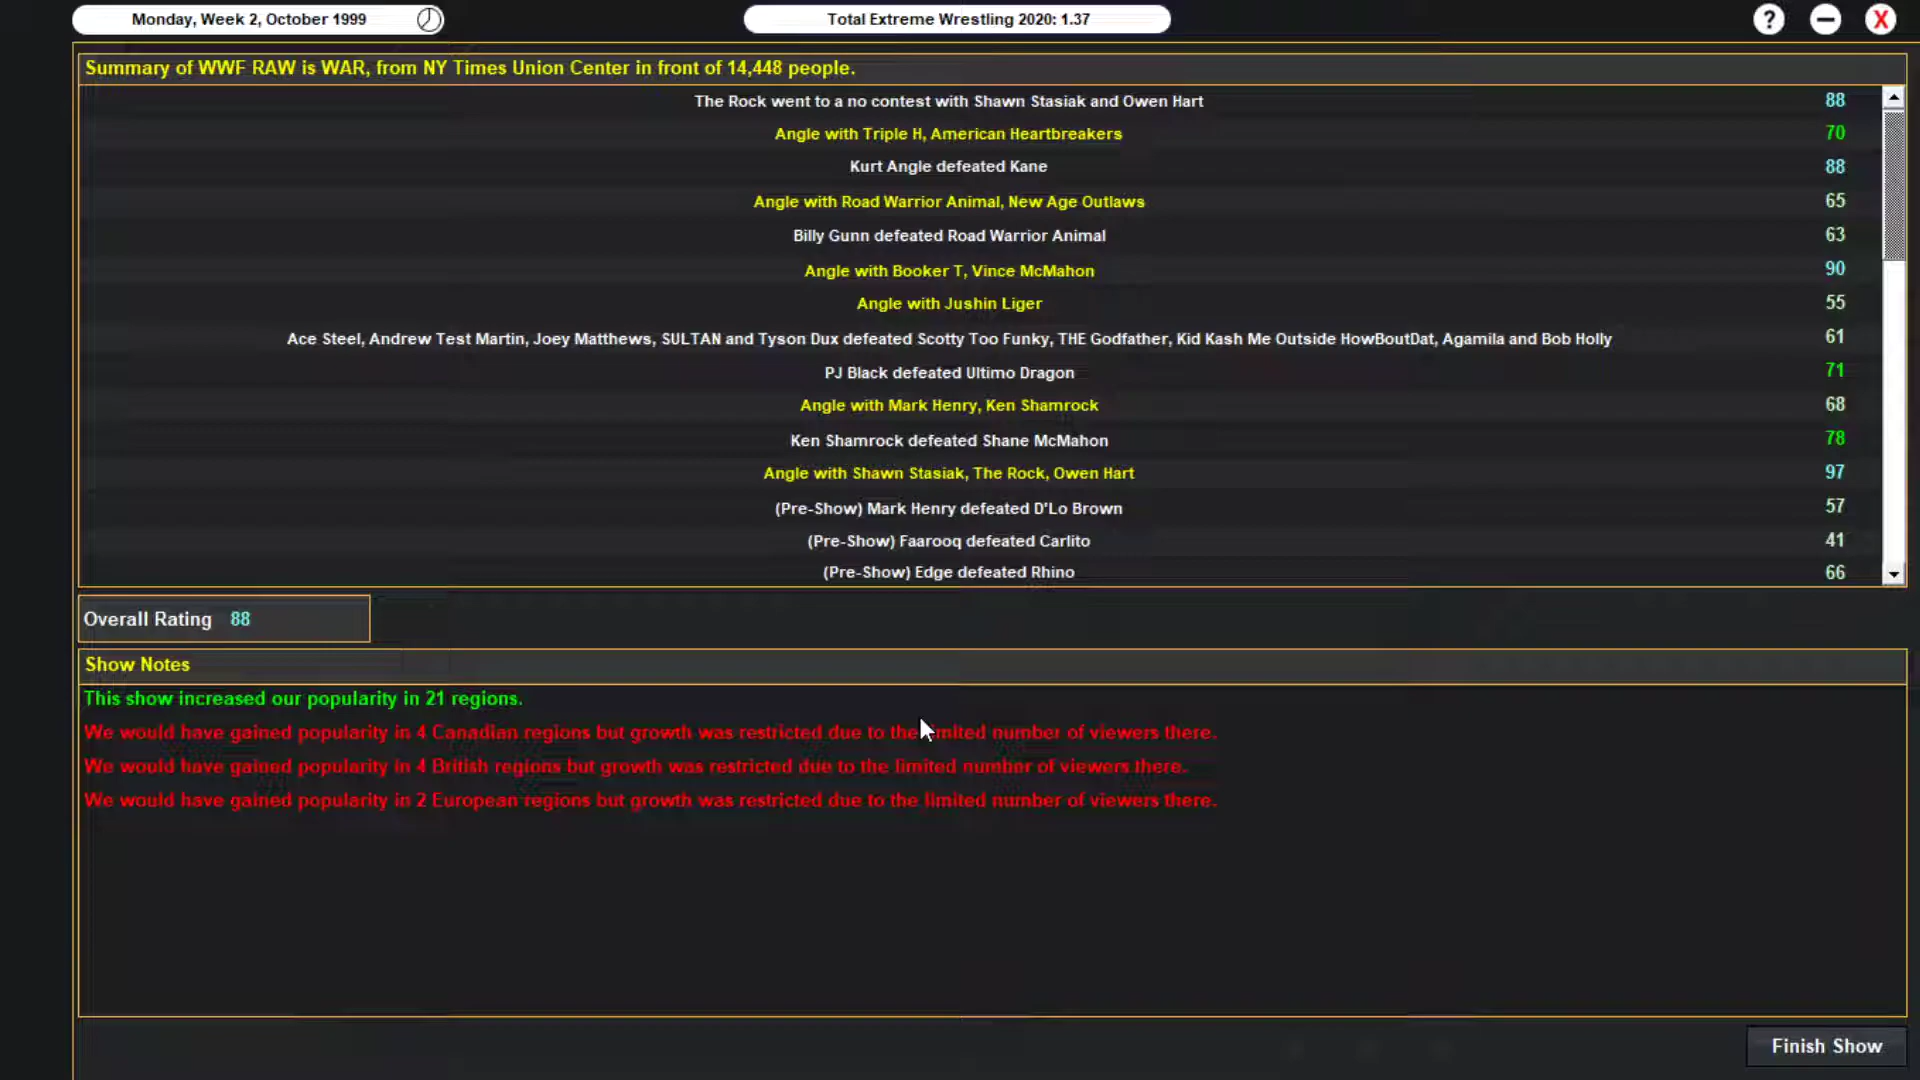 Monday, Week 2, October 1999
Total Extreme Wrestling 2020: 1.37
? X
Summary of WWF RAW is WAR, from NY Times Union Center in front of 14,448 people.
The Rock went to a no contest with Shawn Stasiak and Owen Hart 88
Angle with Triple H, American Heartbreakers 70
Kurt Angle defeated Kane 88
Angle with Road Warrior Animal, New Age Outlaws 65
Billy Gunn defeated Road Warrior Animal 63
Angle with Booker T, Vince McMahon 90
Angle with Jushin Liger 55
Ace Steel, Andrew Test Martin, Joey Matthews, SULTAN and Tyson Dux defeated Scotty Too Funky, THE Godfather, Kid Kash Me Outside HowBoutDat, Agamila and Bob Holly 61
PJ Black defeated Ultimo Dragon 71
Angle with Mark Henry, Ken Shamrock 68
Ken Shamrock defeated Shane McMahon 78
Angle with Shawn Stasiak, The Rock, Owen Hart 97
(Pre-Show) Mark Henry defeated D'Lo Brown 57
(Pre-Show) Faarooq defeated Carlito 41
(Pre-Show) Edge defeated Rhino 66
Overall Rating 88
Show Notes
This show increased our popularity in 21 regions.
We would have gained popularity in 4 Canadian regions but growth was restricted due to the limited number of viewers there.
We would have gained popularity in 4 British regions but growth was restricted due to the limited number of viewers there.
We would have gained popularity in 2 European regions but growth was restricted due to the limited number of viewers there.
Finish Show